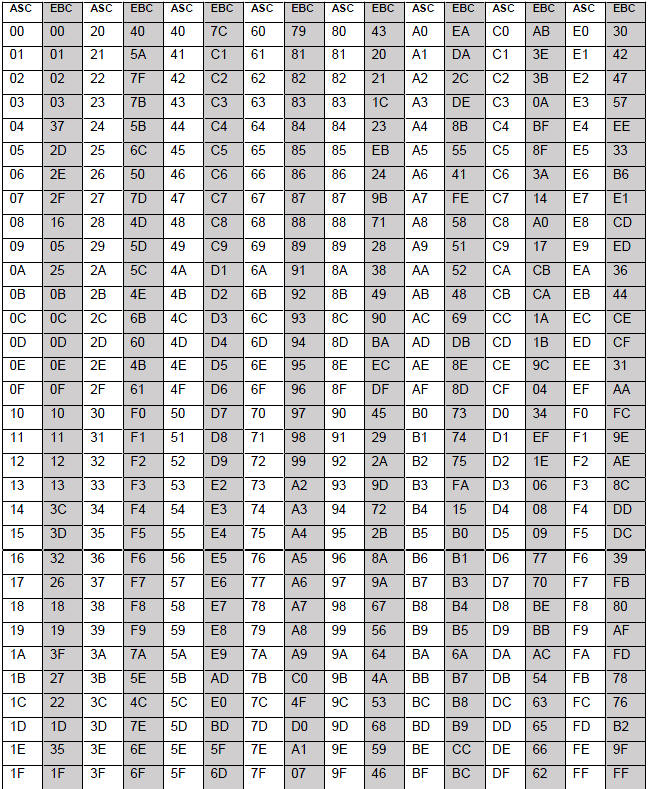 ASC EBC ASC EBC ASC EBC ASC EBC ASC EBC ASC EBC ASC EBC ASC EBC
00 00 20 40 40 7C 60 79 80 43 A0 EA C0 AB E0 30
01 01 21 5A 41 C1 61 81 81 20 A1 DA C1 3E E1 42
02 02 22 7F 42 C2 62 82 82 21 A2 2C C2 3B E2 47
03 03 23 7B 43 C3 63 83 83 1C A3 DE C3 0A E3 57
04 37 24 5B 44 C4 64 84 84 23 A4 8B C4 BF E4 EE
05 2D 25 6C 45 C5 65 85 85 EB A5 55 C5 8F E5 33
06 2E 26 50 46 C6 66 86 86 24 A6 41 C6 3A E6 B6
07 2F 27 7D 47 C7 67 87 87 9B A7 FE C7 14 E7 E1
08 16 28 4D 48 C8 68 88 88 71 A8 58 C8 A0 E8 CD
09 05 29 5D 49 C9 69 89 89 28 A9 51 C9 17 E9 ED
0A 25 2A 5C 4A D1 6A 91 8A 38 AA 52 CA CB EA 36
0B 0B 2B 4E 4B D2 6B 92 8B 49 AB 48 CB CA EB 44
0C 0C 2C 6B 4C D3 6C 93 8C 90 AC 69 CC 1A EC CE
0D 0D 2D 60 4D D4 6D 94 8D BA AD DB CD 1B ED CF
0E 0E 2E 4B 4E D5 6E 95 8E EC AE 8E CE 9C EE 31
0F 0F 2F 61 4F D6 6F 96 8F DF AF 8D CF 04 EF AA
10 10 30 F0 50 D7 70 97 90 45 B0 73 D0 34 F0 FC
11 11 31 F1 51 D8 71 98 91 29 B1 74 D1 EF F1 9E
12 12 32 F2 52 D9 72 99 92 2A B2 75 D2 1E F2 AE
13 13 33 F3 53 E2 73 A2 93 9D B3 FA D3 06 F3 8C
14 3C 34 F4 54 E3 74 A3 94 72 B4 15 D4 08 F4 DD
15 3D 35 F5 55 E4 75 A4 95 2B B5 B0 D5 09 F5 DC
16 32 36 F6 56 E5 76 A5 96 8A B6 B1 D6 77 F6 39
17 26 37 F7 57 E6 77 A6 97 9A B7 B3 D7 70 F7 FB
18 18 38 F8 58 E7 78 A7 98 67 B8 B4 D8 BE F8 80
19 19 39 F9 59 E8 79 A8 99 56 B9 B5 D9 BB F9 AF
1A 3F 3A 7A 5A E9 7A A9 9A 64 BA 6A DA AC FA FD
1B 27 3B 5E 5B AD 7B C0 9B 4A BB B7 DB 54 FB 78
1C 22 3C 4C 5C E0 7C 4F 9C 53 BC B8 DC 63 FC 76
1D 1D 3D 7E 5D BD 7D D0 9D 68 BD B9 DD 65 FD B2
1E 35 3E 6E 5E 5F 7E A1 9E 59 BE CC DE 66 FE 9F
1F 1F 3F 6F 5F 6D 7F 07 9F 46 BF BC DF 62 FF FF